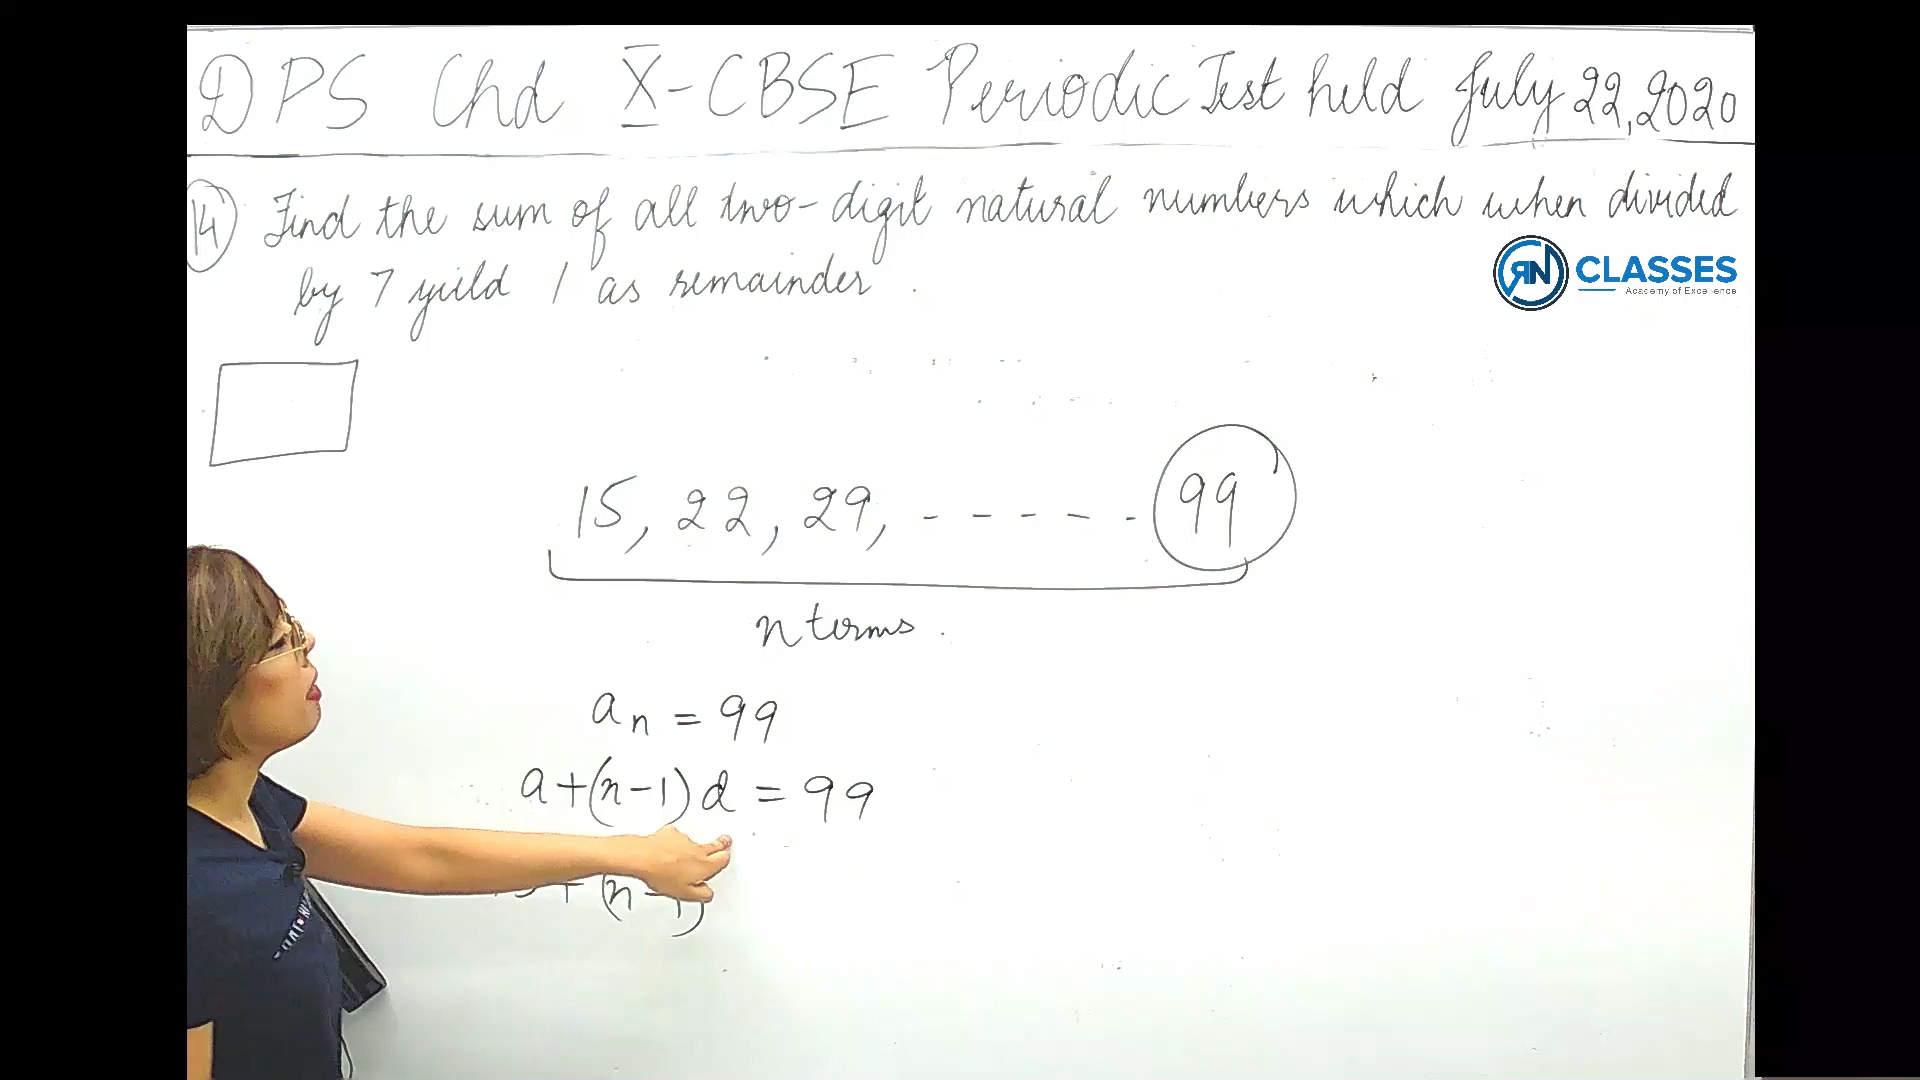 DPS Chd X-CBSE Periodic Test held July 22, 2020
14 Find the sum of all two-digit natural numbers which when divided
by 7 yield 1 as remainder.
RN CLASSES
Academy of Excellence
15, 22, 29, ------ 99
n terms.
an = 99
a+(n-1)d = 99
+(n-1)